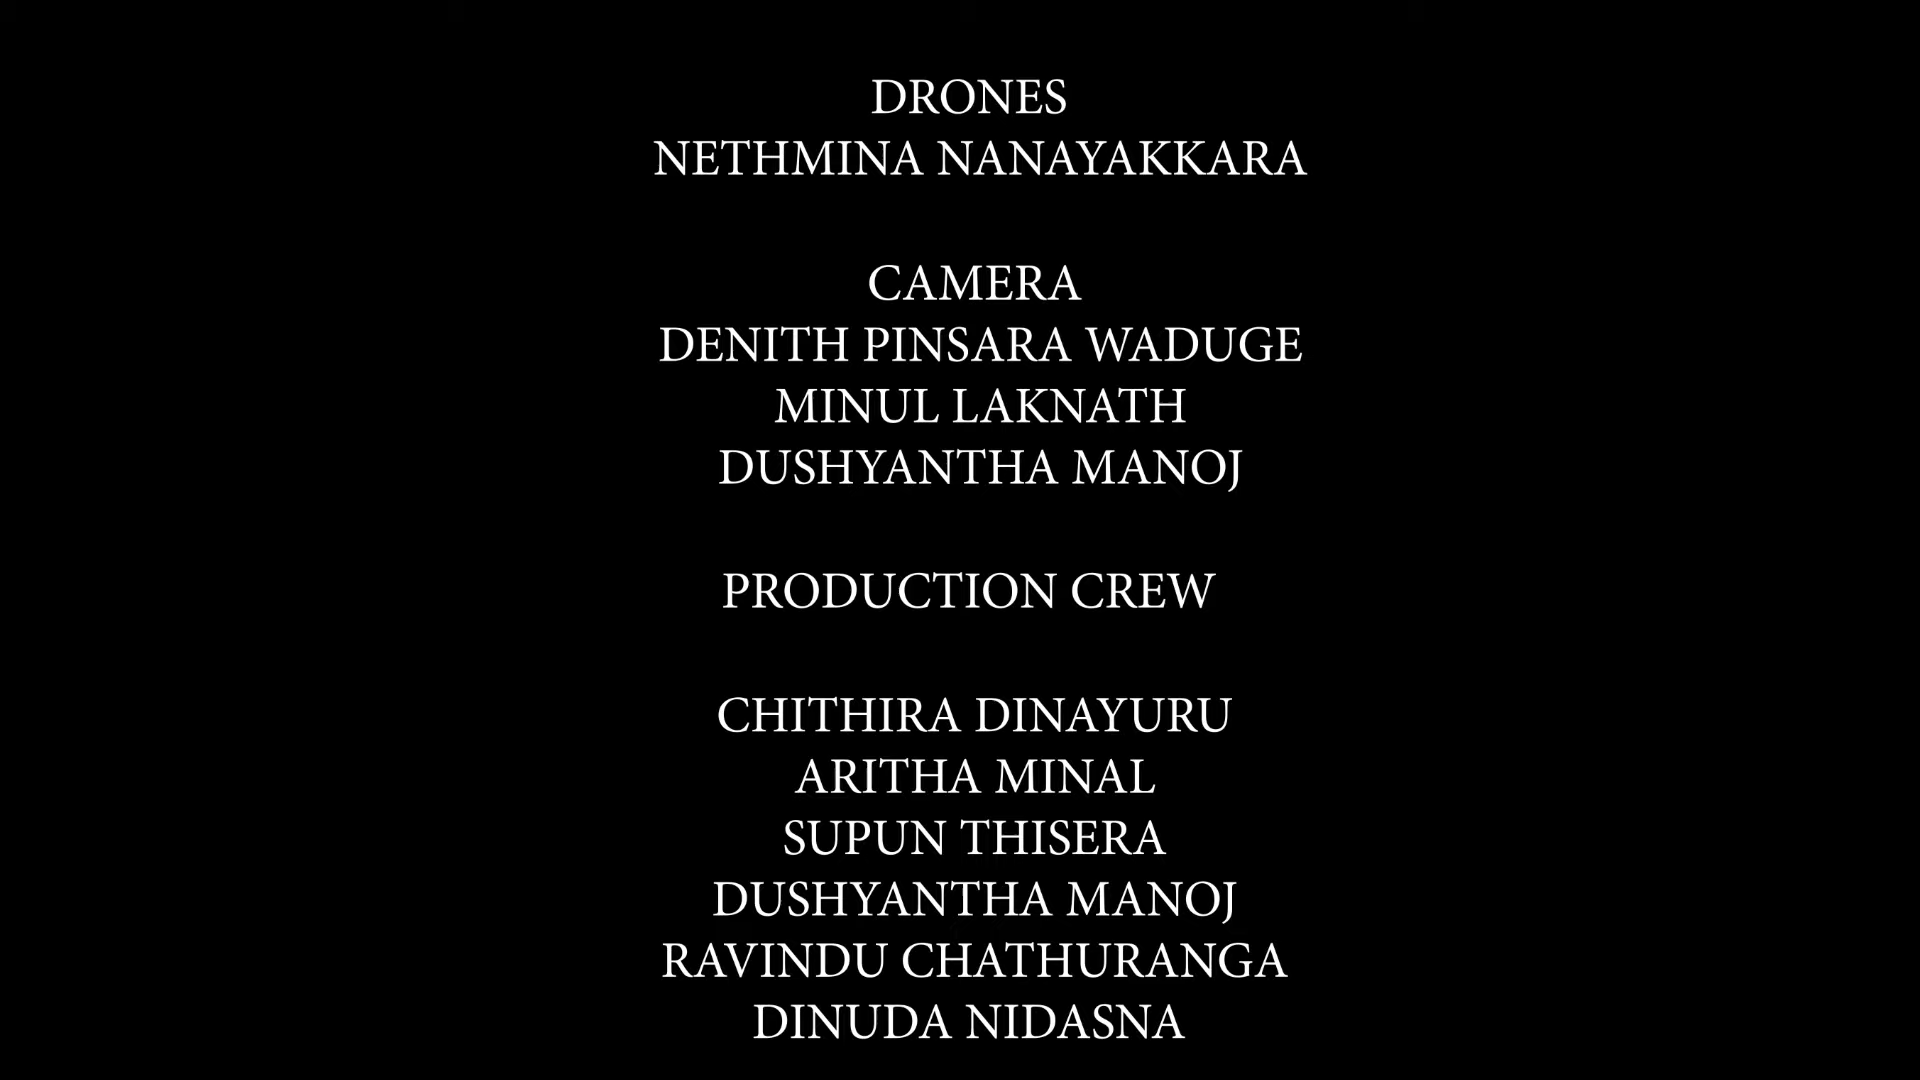 DRONES
NETHMINA NANAYAKKARA
CAMERA
DENITH PINSARA WADUGE
MINUL LAKNATH
DUSHYANTHA MANOJ
PRODUCTION CREW
CHITHIRA DINAYURU
ARITHA MINAL
SUPUN THISERA
DUSHYANTHA MANOJ
RAVINDU CHATHURANGA
DINUDA NIDASNA